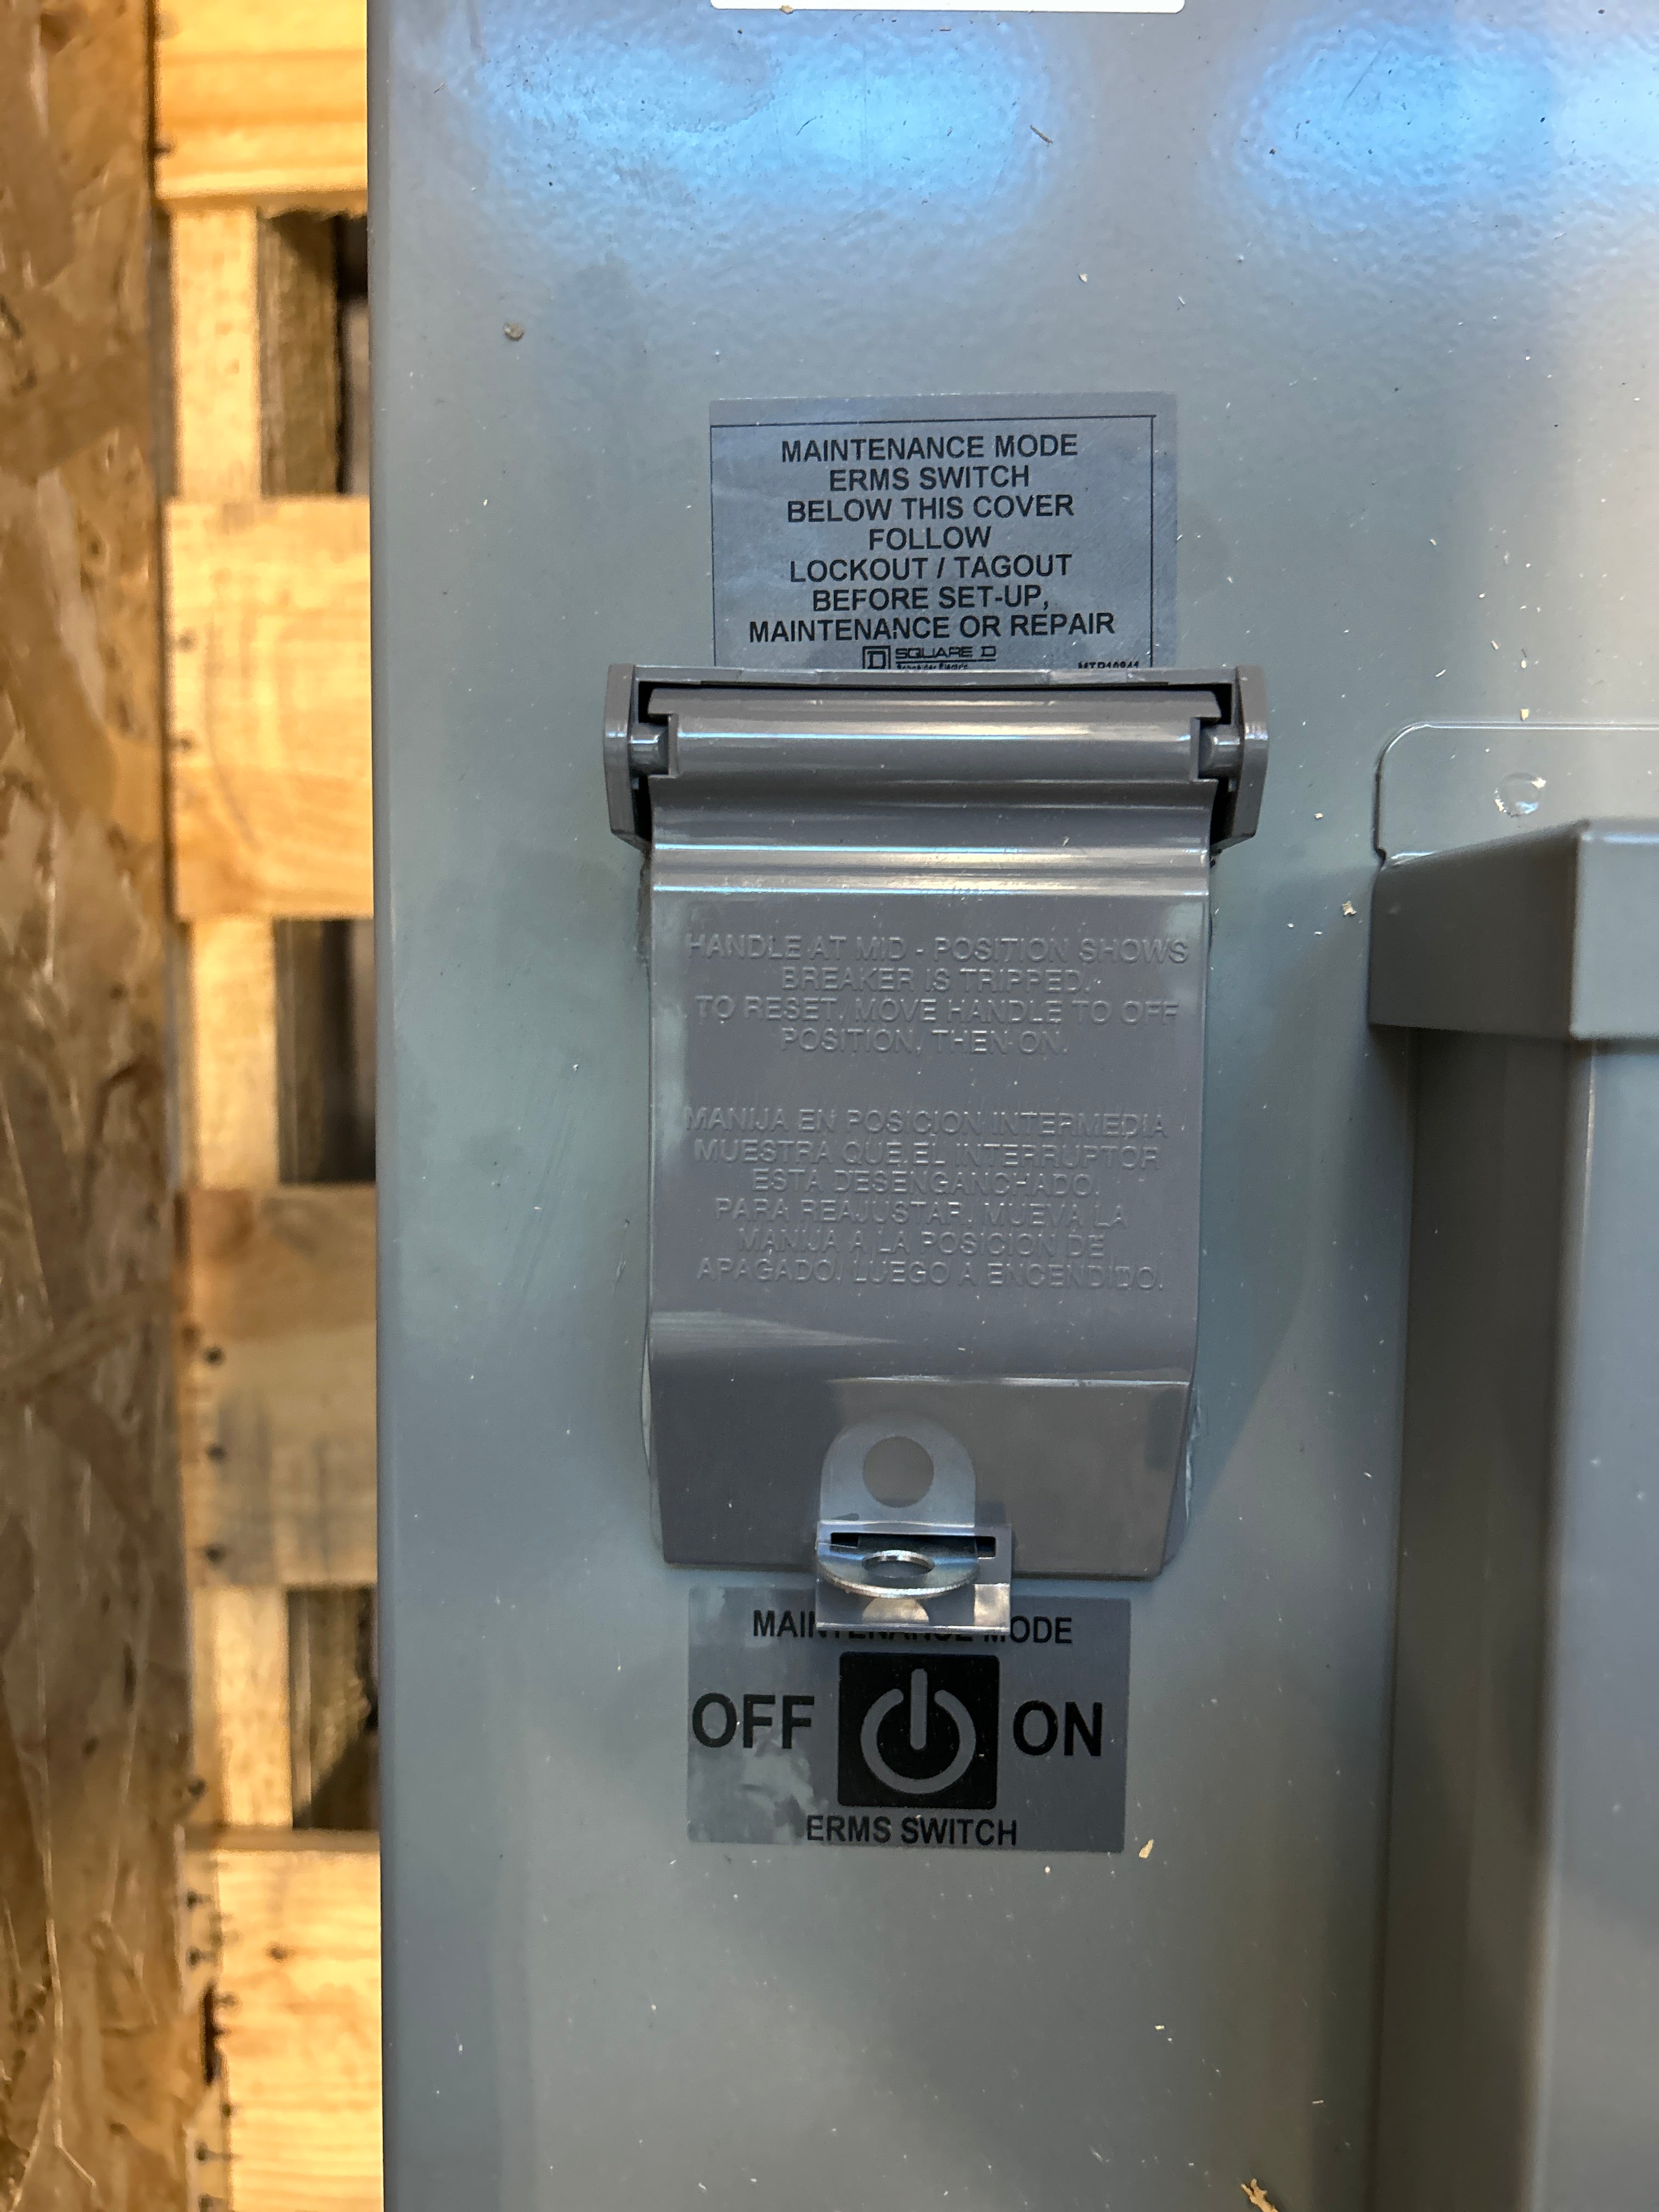 MAINTENANCE MODE
ERMS SWITCH
BELOW THIS COVER
FOLLOW
LOCKOUT / TAGOUT
BEFORE SET-UP,
MAINTENANCE OR REPAIR
SQUARE D
HANDLE AT MID - POSITION SHOWS
BREAKER IS TRIPPED.
TO RESET, MOVE HANDLE TO OFF
POSITION, THEN ON.
MANIJA EN POSICION INTERMEDIA
MUESTRA QUE EL INTERRUPTOR
ESTA DESENGANCHADO.
PARA REAJUSTAR, MUEVA LA
MANIJA A LA POSICION DE
APAGADO, LUEGO A ENCENDIDO.
MAINTENANCE MODE
OFF ON
ERMS SWITCH